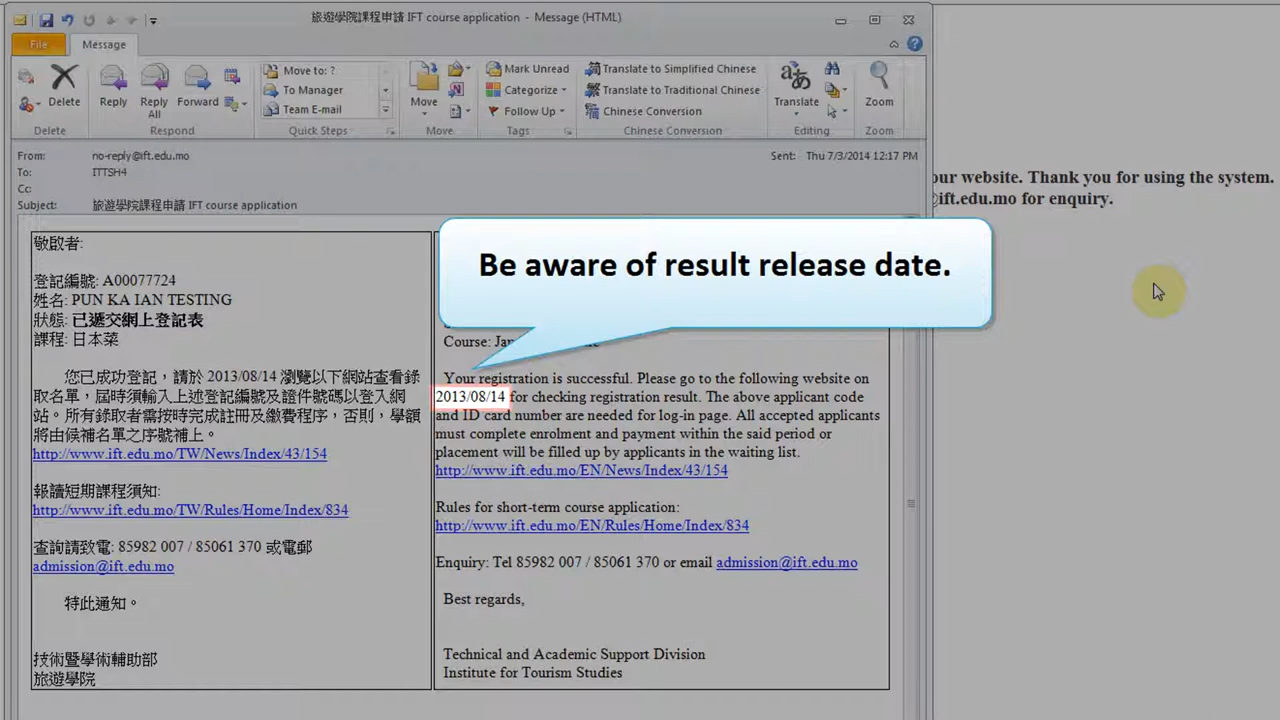 旅遊學院課程申請 IFT course application - Message (HTML)
File
Message
Delete
Reply
Reply All
Forward
Move to: ?
To Manager
Team E-mail
Move
Mark Unread
Categorize
Follow Up
Translate to Simplified Chinese
Translate to Traditional Chinese
Chinese Conversion
Translate
Zoom
Delete
Respond
Quick Steps
Move
Tags
Chinese Conversion
Editing
Zoom
From: no-reply@ift.edu.mo
Sent: Thu 7/3/2014 12:17 PM
To: ITTSH4
Cc:
Subject: 旅遊學院課程申請 IFT course application
our website. Thank you for using the system.
@ift.edu.mo for enquiry.
Be aware of result release date.
敬啟者:
登記編號: A00077724
姓名: PUN KA IAN TESTING
狀態: 已遞交網上登記表
課程: 日本菜
您已成功登記，請於 2013/08/14 瀏覽以下網站查看錄
取名單，屆時須輸入上述登記編號及證件號碼以登入網
站。所有錄取者需按時完成註冊及繳費程序，否則，學額
將由候補名單之序號補上。
http://www.ift.edu.mo/TW/News/Index/43/154
報讀短期課程須知:
http://www.ift.edu.mo/TW/Rules/Home/Index/834
查詢請致電: 85982 007 / 85061 370 或電郵
admission@ift.edu.mo
特此通知。
技術暨學術輔助部
旅遊學院
Course:
Your registration is successful. Please go to the following website on
2013/08/14 for checking registration result. The above applicant code
and ID card number are needed for log-in page. All accepted applicants
must complete enrolment and payment within the said period or
placement will be filled up by applicants in the waiting list.
http://www.ift.edu.mo/EN/News/Index/43/154
Rules for short-term course application:
http://www.ift.edu.mo/EN/Rules/Home/Index/834
Enquiry: Tel 85982 007 / 85061 370 or email admission@ift.edu.mo
Best regards,
Technical and Academic Support Division
Institute for Tourism Studies